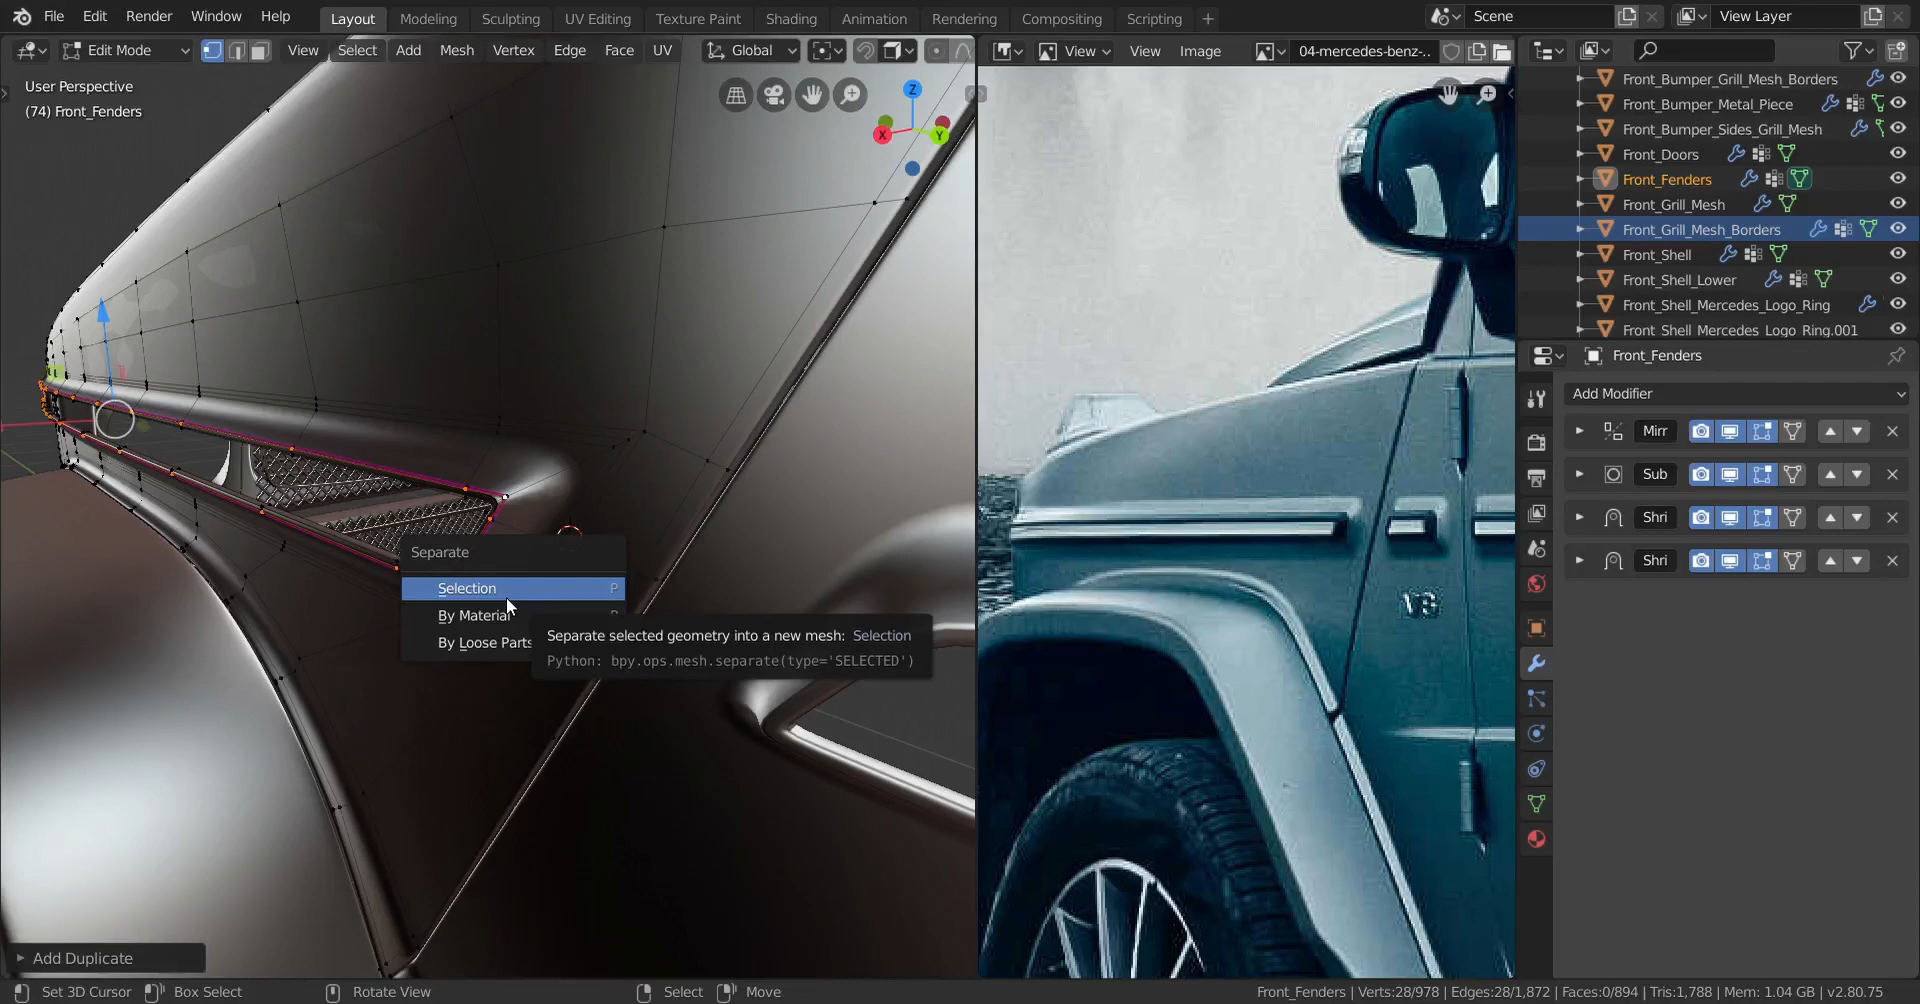 File Edit Render Window Help Layout Modeling Sculpting UV Editing Texture Paint Shading Animation Rendering Compositing Scripting + Scene View Layer
Edit Mode View Select Add Mesh Vertex Edge Face UV Global View View Image 04-mercedes-benz-..
User Perspective
(74) Front_Fenders
Z
X
Y
Front_Bumper_Grill_Mesh_Borders
Front_Bumper_Metal_Piece
Front_Bumper_Sides_Grill_Mesh
Front_Doors
Front_Fenders
Front_Grill_Mesh
Front_Grill_Mesh_Borders
Front_Shell
Front_Shell_Lower
Front_Shell_Mercedes_Logo_Ring
Front_Shell_Mercedes_Logo_Ring.001
Front_Fenders
Add Modifier
Mirr
Sub
Shri
Shri
Separate
Selection P
By Material P
By Loose Parts
Separate selected geometry into a new mesh: Selection
Python: bpy.ops.mesh.separate(type='SELECTED')
V8
Add Duplicate
Set 3D Cursor Box Select Rotate View Select Move Front_Fenders | Verts:28/978 | Edges:28/1,872 | Faces:0/894 | Tris:1,788 | Mem: 1.04 GB | v2.80.75